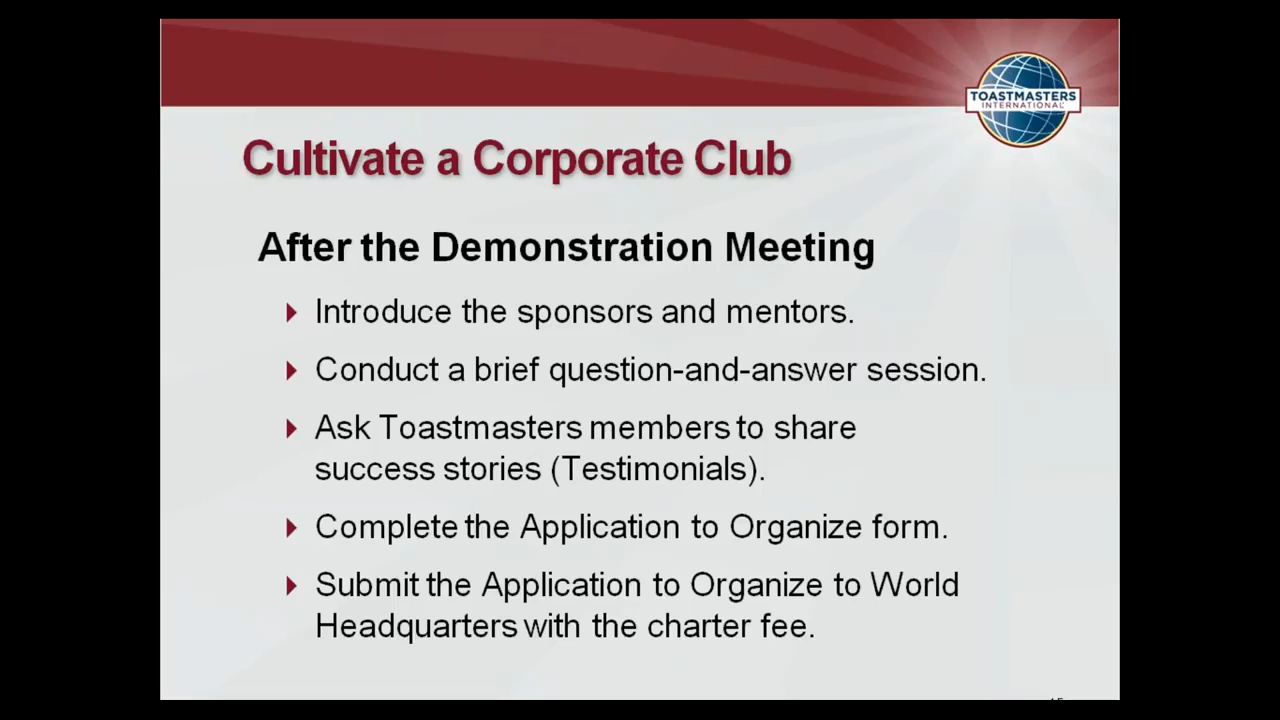 TOASTMASTERS
INTERNATIONAL
Cultivate a Corporate Club
After the Demonstration Meeting
Introduce the sponsors and mentors.
Conduct a brief question-and-answer session.
Ask Toastmasters members to share
success stories (Testimonials).
Complete the Application to Organize form.
Submit the Application to Organize to World
Headquarters with the charter fee.